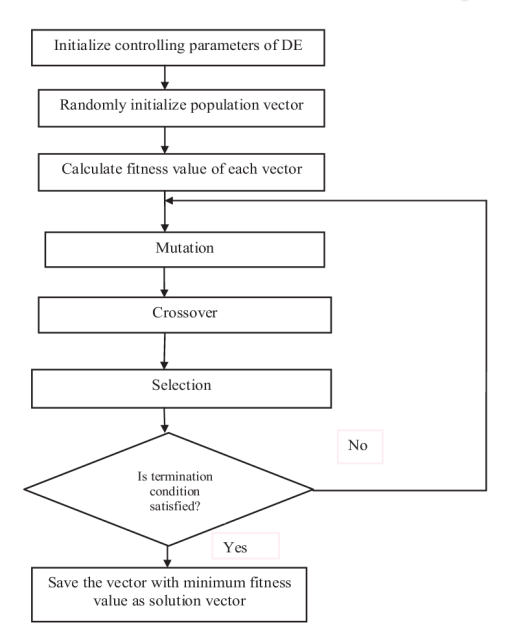 Initialize controlling parameters of DE
Randomly initialize population vector
Calculate fitness value of each vector
Mutation
Crossover
Selection
No
Is termination
condition
satisfied?
Yes
Save the vector with minimum fitness
value as solution vector